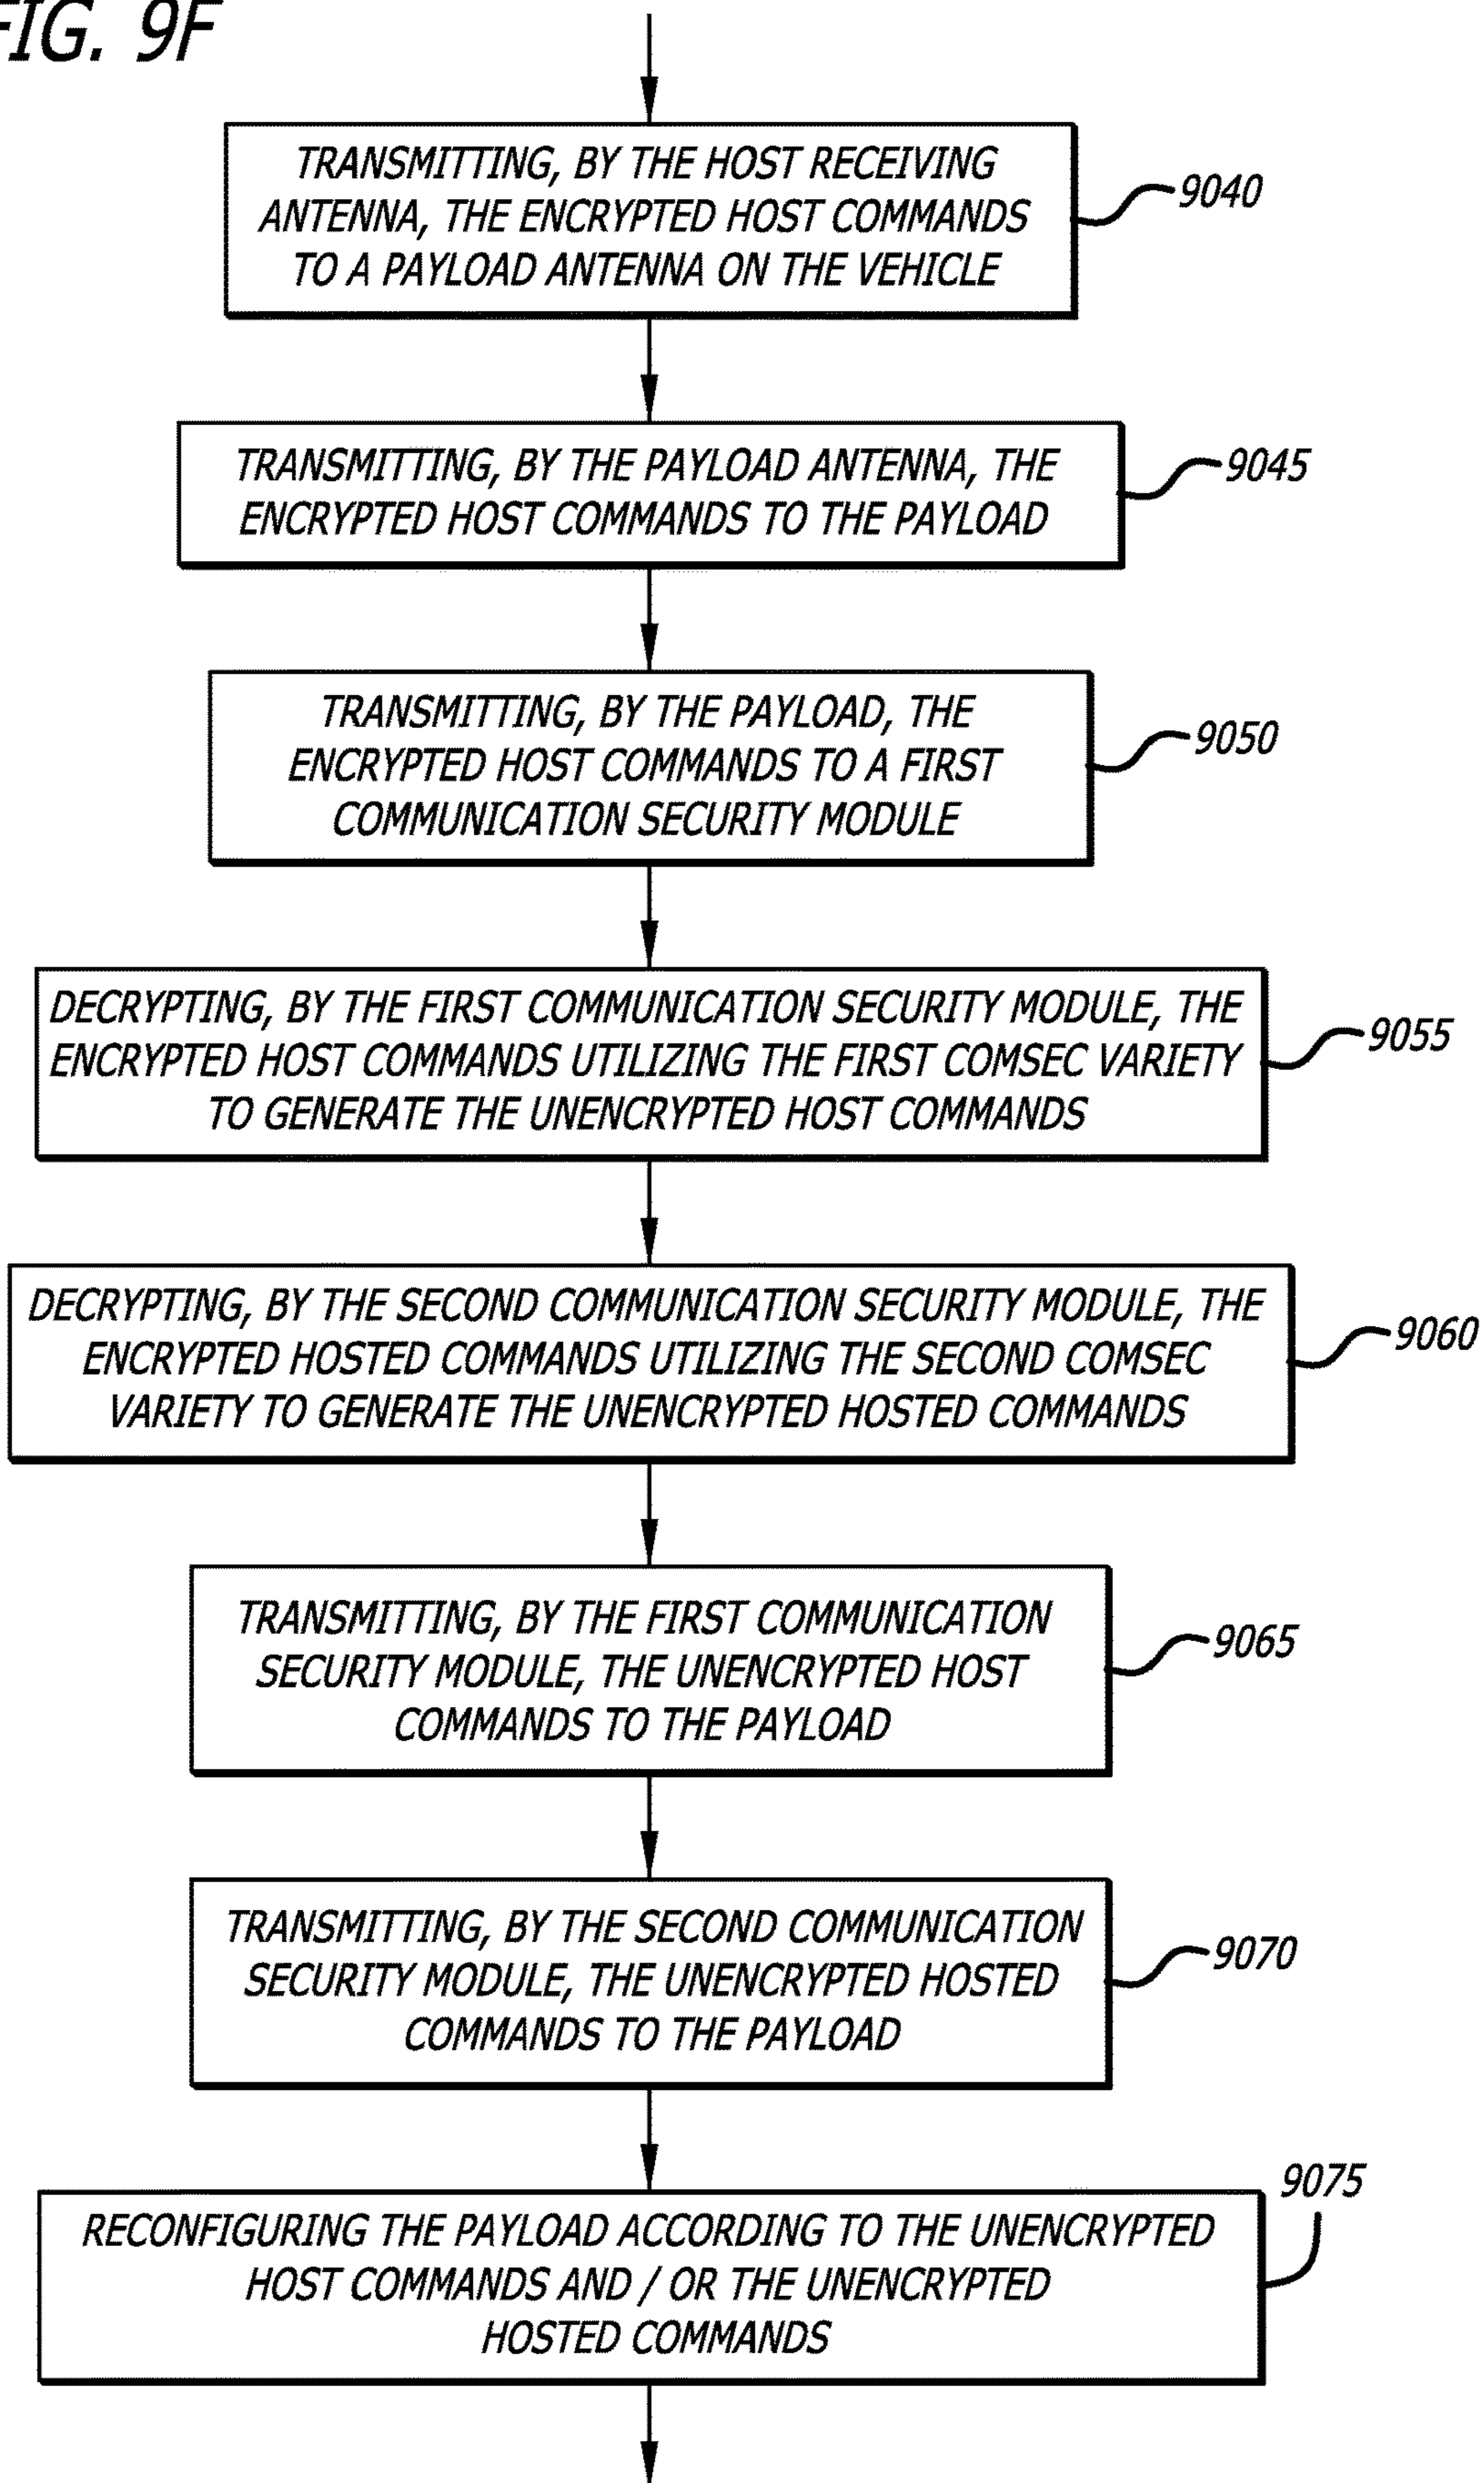 FIG. 9F
TRANSMITTING, BY THE HOST RECEIVING
ANTENNA, THE ENCRYPTED HOST COMMANDS
TO A PAYLOAD ANTENNA ON THE VEHICLE
9040
TRANSMITTING, BY THE PAYLOAD ANTENNA, THE
ENCRYPTED HOST COMMANDS TO THE PAYLOAD
9045
TRANSMITTING, BY THE PAYLOAD, THE
ENCRYPTED HOST COMMANDS TO A FIRST
COMMUNICATION SECURITY MODULE
9050
DECRYPTING, BY THE FIRST COMMUNICATION SECURITY MODULE, THE
ENCRYPTED HOST COMMANDS UTILIZING THE FIRST COMSEC VARIETY
TO GENERATE THE UNENCRYPTED HOST COMMANDS
9055
DECRYPTING, BY THE SECOND COMMUNICATION SECURITY MODULE, THE
ENCRYPTED HOSTED COMMANDS UTILIZING THE SECOND COMSEC
VARIETY TO GENERATE THE UNENCRYPTED HOSTED COMMANDS
9060
TRANSMITTING, BY THE FIRST COMMUNICATION
SECURITY MODULE, THE UNENCRYPTED HOST
COMMANDS TO THE PAYLOAD
9065
TRANSMITTING, BY THE SECOND COMMUNICATION
SECURITY MODULE, THE UNENCRYPTED HOSTED
COMMANDS TO THE PAYLOAD
9070
RECONFIGURING THE PAYLOAD ACCORDING TO THE UNENCRYPTED
HOST COMMANDS AND / OR THE UNENCRYPTED
HOSTED COMMANDS
9075